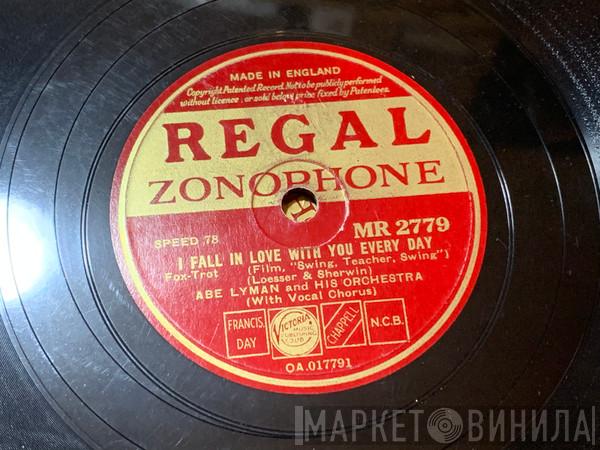 MADE IN ENGLAND
Copyright Patented Record. Not to be publicly performed
without licence, or sold below price fixed by Patentees.
REGAL
ZONOPHONE
SPEED 78
MR 2779
I FALL IN LOVE WITH YOU EVERY DAY
Fox-Trot
(Film, "Swing, Teacher, Swing")
(Loesser & Sherwin)
ABE LYMAN and HIS ORCHESTRA
(With Vocal Chorus)
FRANCIS, DAY
VICTORIA MUSIC PUBLISHING CO
CHAPPELL
N.C.B.
OA.017791
МАРКЕТ ВИНИЛА